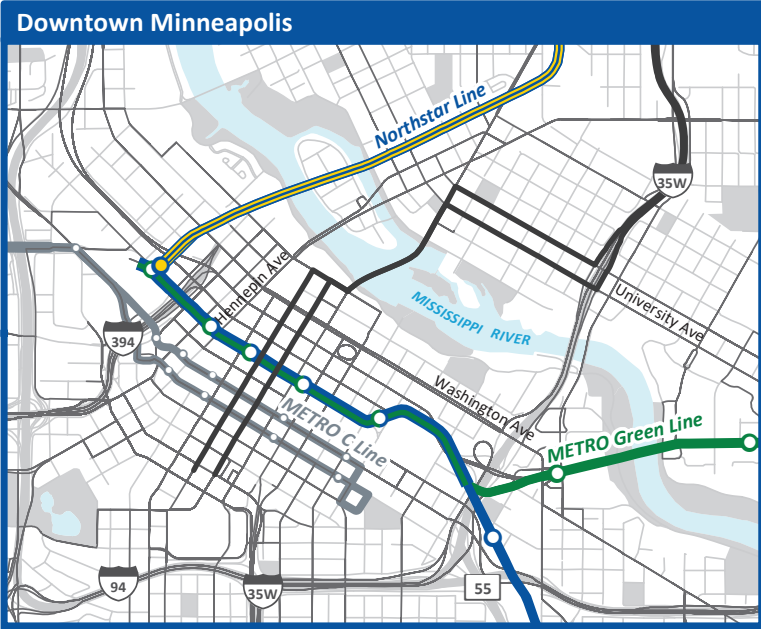 Downtown Minneapolis
Northstar Line
35W
Hennepin Ave
University Ave
MISSISSIPPI RIVER
394
Washington Ave
METRO C Line
METRO Green Line
94
35W
55